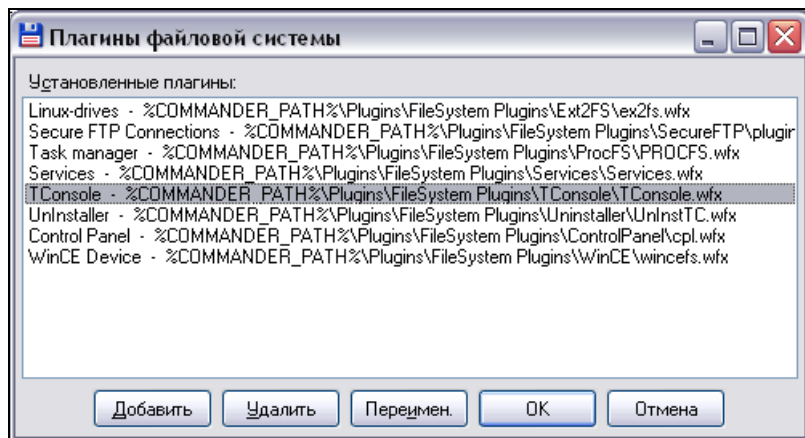 Плагины файловой системы
Установленные плагины:
Linux-drives - %COMMANDER_PATH%\Plugins\FileSystem Plugins\Ext2FS\ex2fs.wfx
Secure FTP Connections - %COMMANDER_PATH%\Plugins\FileSystem Plugins\SecureFTP\plugin
Task manager - %COMMANDER_PATH%\Plugins\FileSystem Plugins\ProcFS\PROCFS.wfx
Services - %COMMANDER_PATH%\Plugins\FileSystem Plugins\Services\Services.wfx
TConsole - %COMMANDER_PATH%\Plugins\FileSystem Plugins\TConsole\TConsole.wfx
UnInstaller - %COMMANDER_PATH%\Plugins\FileSystem Plugins\Uninstaller\UnInstTC.wfx
Control Panel - %COMMANDER_PATH%\Plugins\FileSystem Plugins\ControlPanel\cpl.wfx
WinCE Device - %COMMANDER_PATH%\Plugins\FileSystem Plugins\WinCE\wincefs.wfx
Добавить Удалить Переимен. OK Отмена